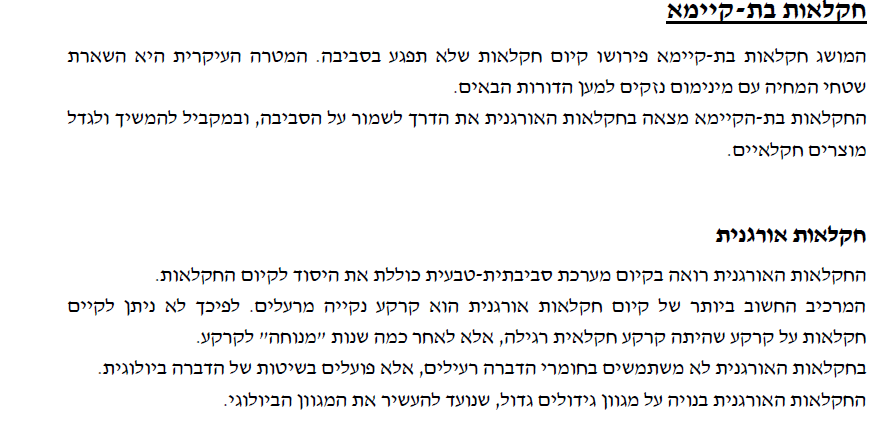 חקלאות בת-קיימא
המושג חקלאות בת-קיימא פירושו קיום חקלאות שלא תפגע בסביבה. המטרה העיקרית היא השארת
שטחי המחיה עם מינימום נזקים למען הדורות הבאים.
החקלאות בת-הקיימא מצאה בחקלאות האורגנית את הדרך לשמור על הסביבה, ובמקביל להמשיך ולגדל
מוצרים חקלאיים.
חקלאות אורגנית
החקלאות האורגנית רואה בקיום מערכת סביבתית-טבעית כוללת את היסוד לקיום החקלאות.
המרכיב החשוב ביותר של קיום חקלאות אורגנית הוא קרקע נקייה מרעלים. לפיכך לא ניתן לקיים
חקלאות על קרקע שהיתה קרקע חקלאית רגילה, אלא לאחר כמה שנות "מנוחה" לקרקע.
בחקלאות האורגנית לא משתמשים בחומרי הדברה רעילים, אלא פועלים בשיטות של הדברה ביולוגית.
החקלאות האורגנית בנויה על מגוון גידולים גדול, שנועד להעשיר את המגוון הביולוגי.